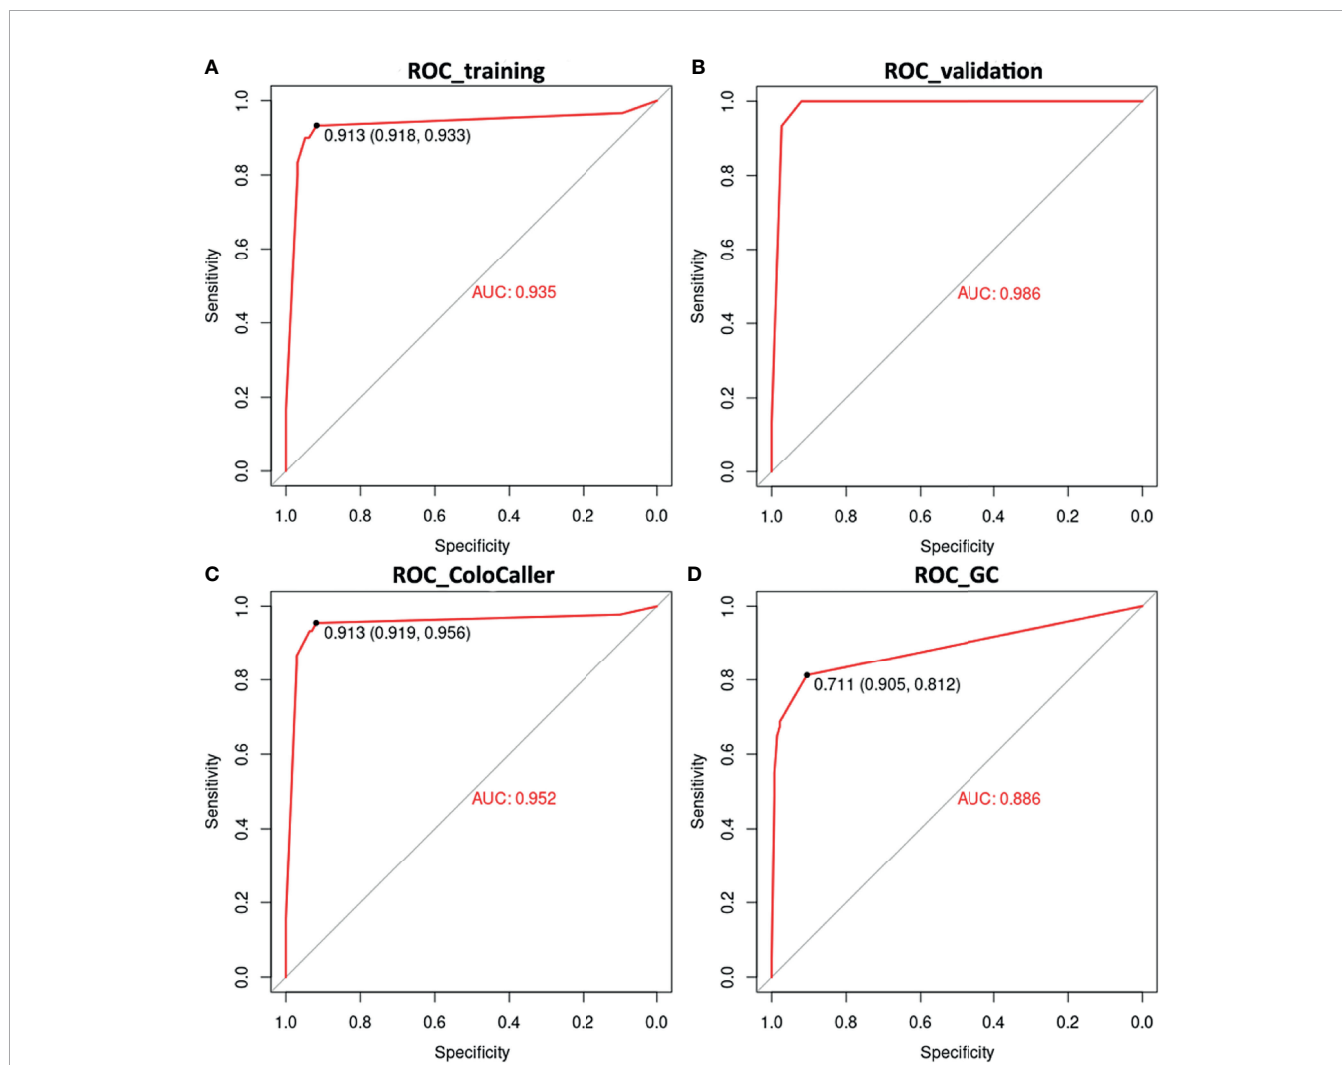 A
ROC_training
1.0
0.8
0.6
0.4
0.2
0.0
Sensitivity
0.913 (0.918, 0.933)
AUC: 0.935
1.0 0.8 0.6 0.4 0.2 0.0
Specificity
B
ROC_validation
1.0
0.8
0.6
0.4
0.2
0.0
Sensitivity
AUC: 0.986
1.0 0.8 0.6 0.4 0.2 0.0
Specificity
C
ROC_ColoCaller
1.0
0.8
0.6
0.4
0.2
0.0
Sensitivity
0.913 (0.919, 0.956)
AUC: 0.952
1.0 0.8 0.6 0.4 0.2 0.0
Specificity
D
ROC_GC
1.0
0.8
0.6
0.4
0.2
0.0
Sensitivity
0.711 (0.905, 0.812)
AUC: 0.886
1.0 0.8 0.6 0.4 0.2 0.0
Specificity